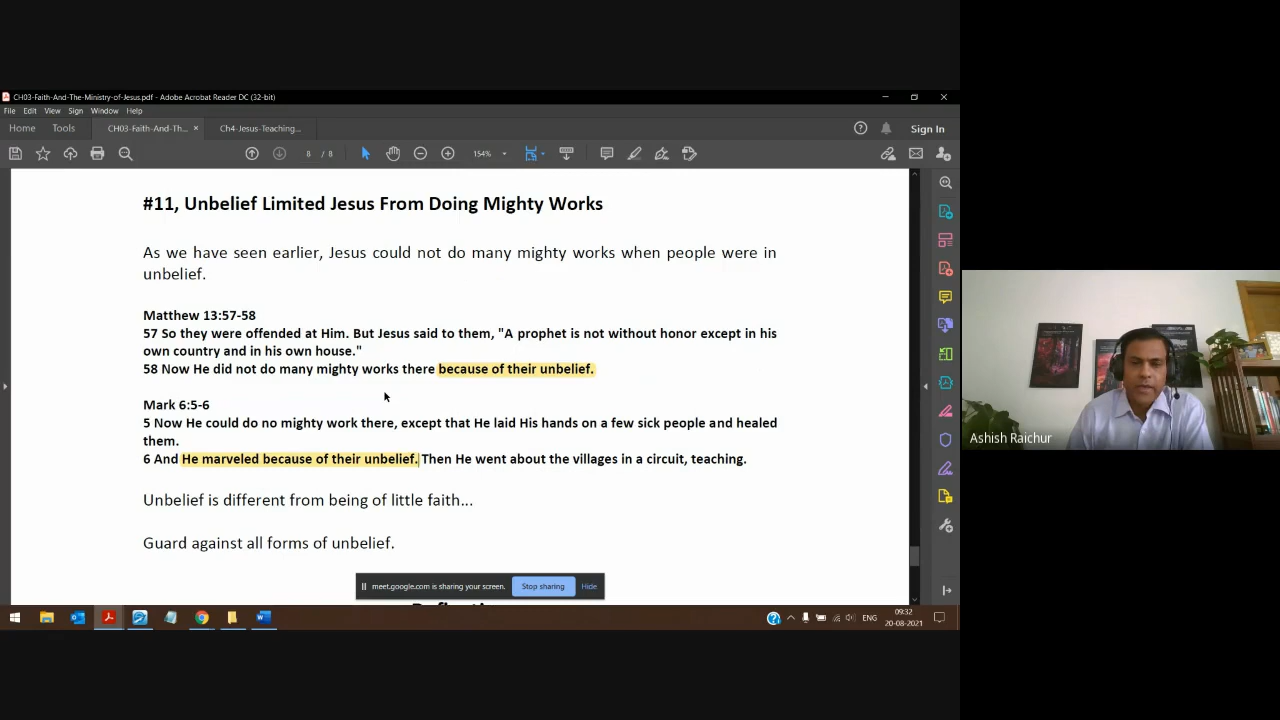 CH03-Faith-And-The-Ministry-of-Jesus.pdf - Adobe Acrobat Reader DC (32-bit)
File Edit View Sign Window Help
Home Tools CH03-Faith-And-Th... × Ch4-Jesus-Teaching... Sign In
8 / 8 154%
#11, Unbelief Limited Jesus From Doing Mighty Works
As we have seen earlier, Jesus could not do many mighty works when people were in
unbelief.
Matthew 13:57-58
57 So they were offended at Him. But Jesus said to them, "A prophet is not without honor except in his
own country and in his own house."
58 Now He did not do many mighty works there because of their unbelief.
Mark 6:5-6
5 Now He could do no mighty work there, except that He laid His hands on a few sick people and healed
them.
6 And He marveled because of their unbelief. Then He went about the villages in a circuit, teaching.
Unbelief is different from being of little faith...
Guard against all forms of unbelief.
meet.google.com is sharing your screen. Stop sharing Hide
ENG
09:32
20-08-2021
Ashish Raichur